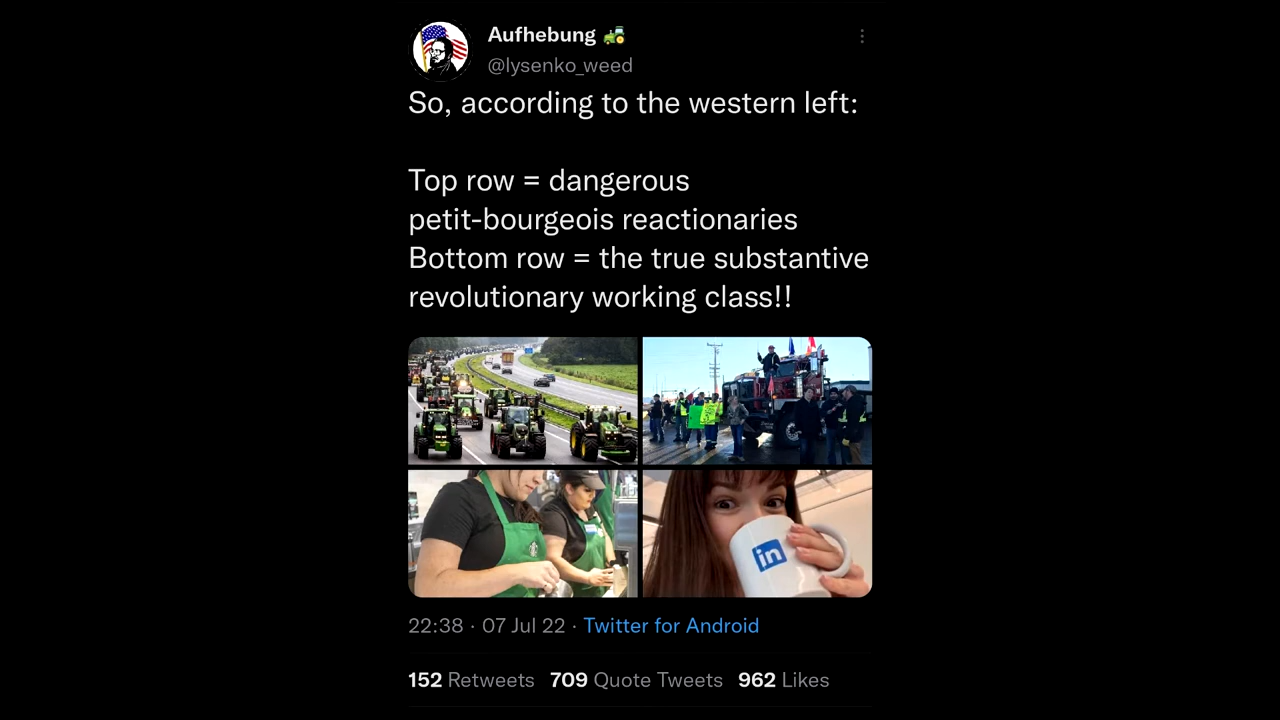 Aufhebung
@lysenko_weed
So, according to the western left:
Top row = dangerous
petit-bourgeois reactionaries
Bottom row = the true substantive
revolutionary working class!!
in
22:38 · 07 Jul 22 · Twitter for Android
152 Retweets 709 Quote Tweets 962 Likes